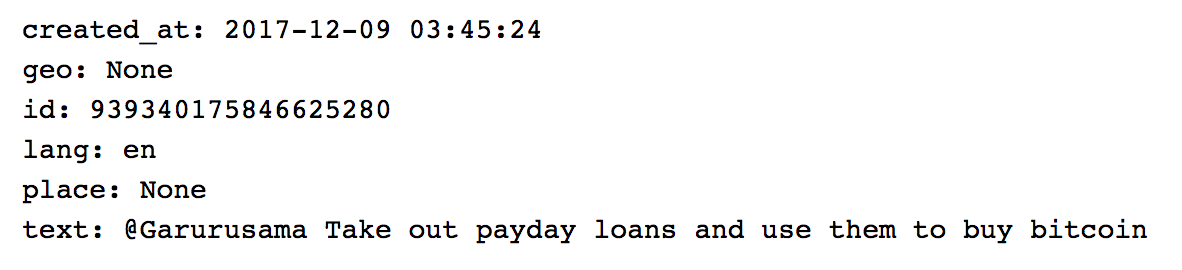 created_at: 2017-12-09 03:45:24
geo: None
id: 939340175846625280
lang: en
place: None
text: @Garurusama Take out payday loans and use them to buy bitcoin